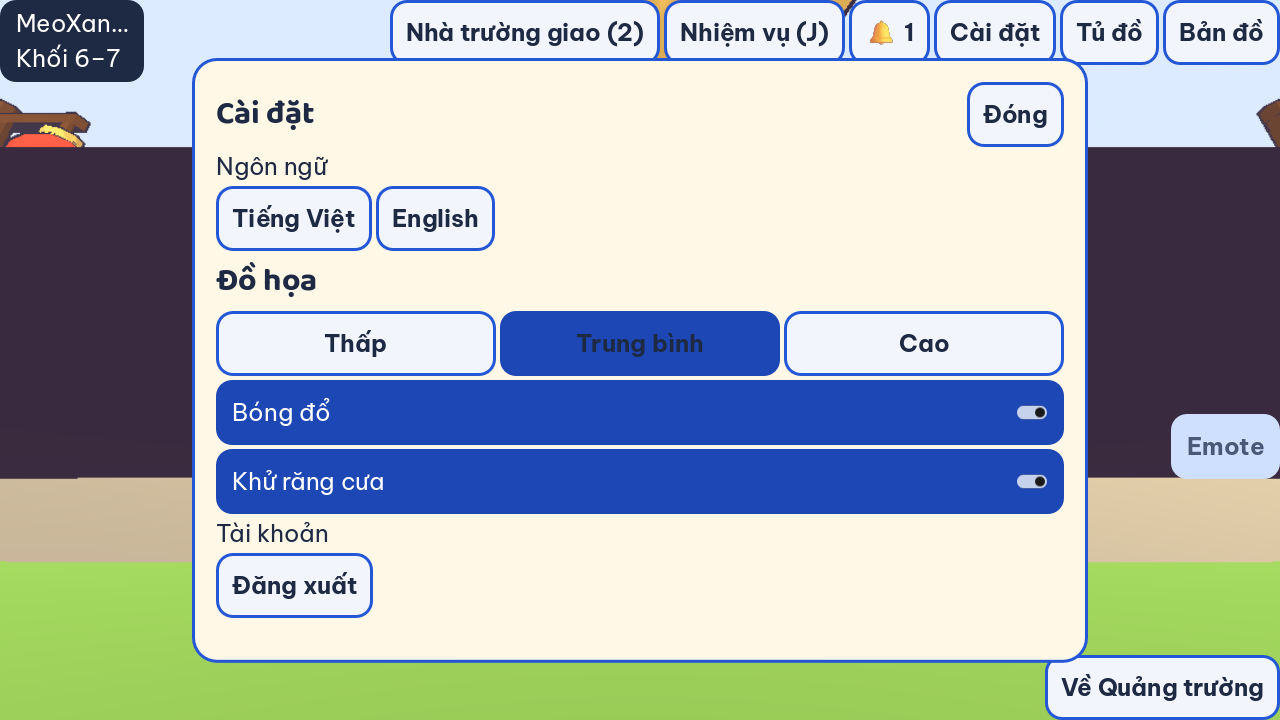 MeoXan...
Khối 6–7
Nhà trường giao (2)
Nhiệm vụ (J)
🔔 1
Cài đặt
Tủ đồ
Bản đồ
Cài đặt
Đóng
Ngôn ngữ
Tiếng Việt
English
Đồ họa
Thấp
Trung bình
Cao
Bóng đổ
Khử răng cưa
Tài khoản
Đăng xuất
Emote
Về Quảng trường